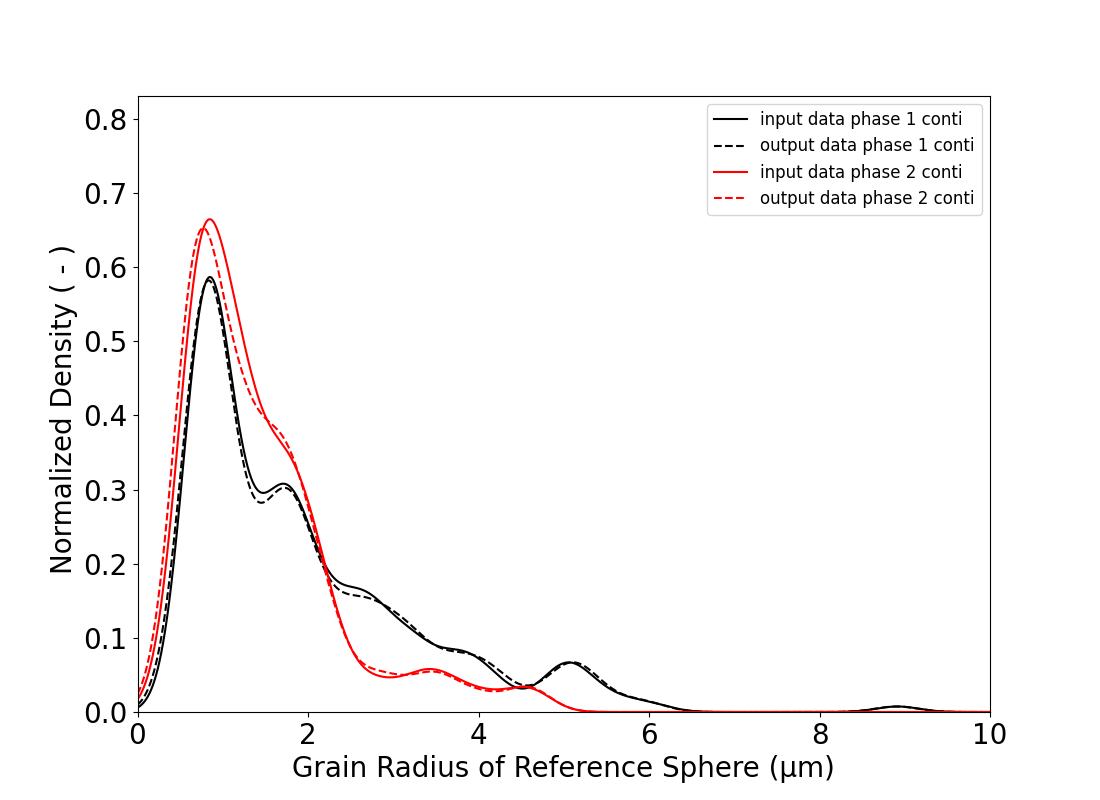 0.8
0.7
0.6
0.5
0.4
0.3
0.2
0.1
0.0
Normalized Density ( - )
0 2 4 6 8 10
Grain Radius of Reference Sphere (μm)
input data phase 1 conti
output data phase 1 conti
input data phase 2 conti
output data phase 2 conti